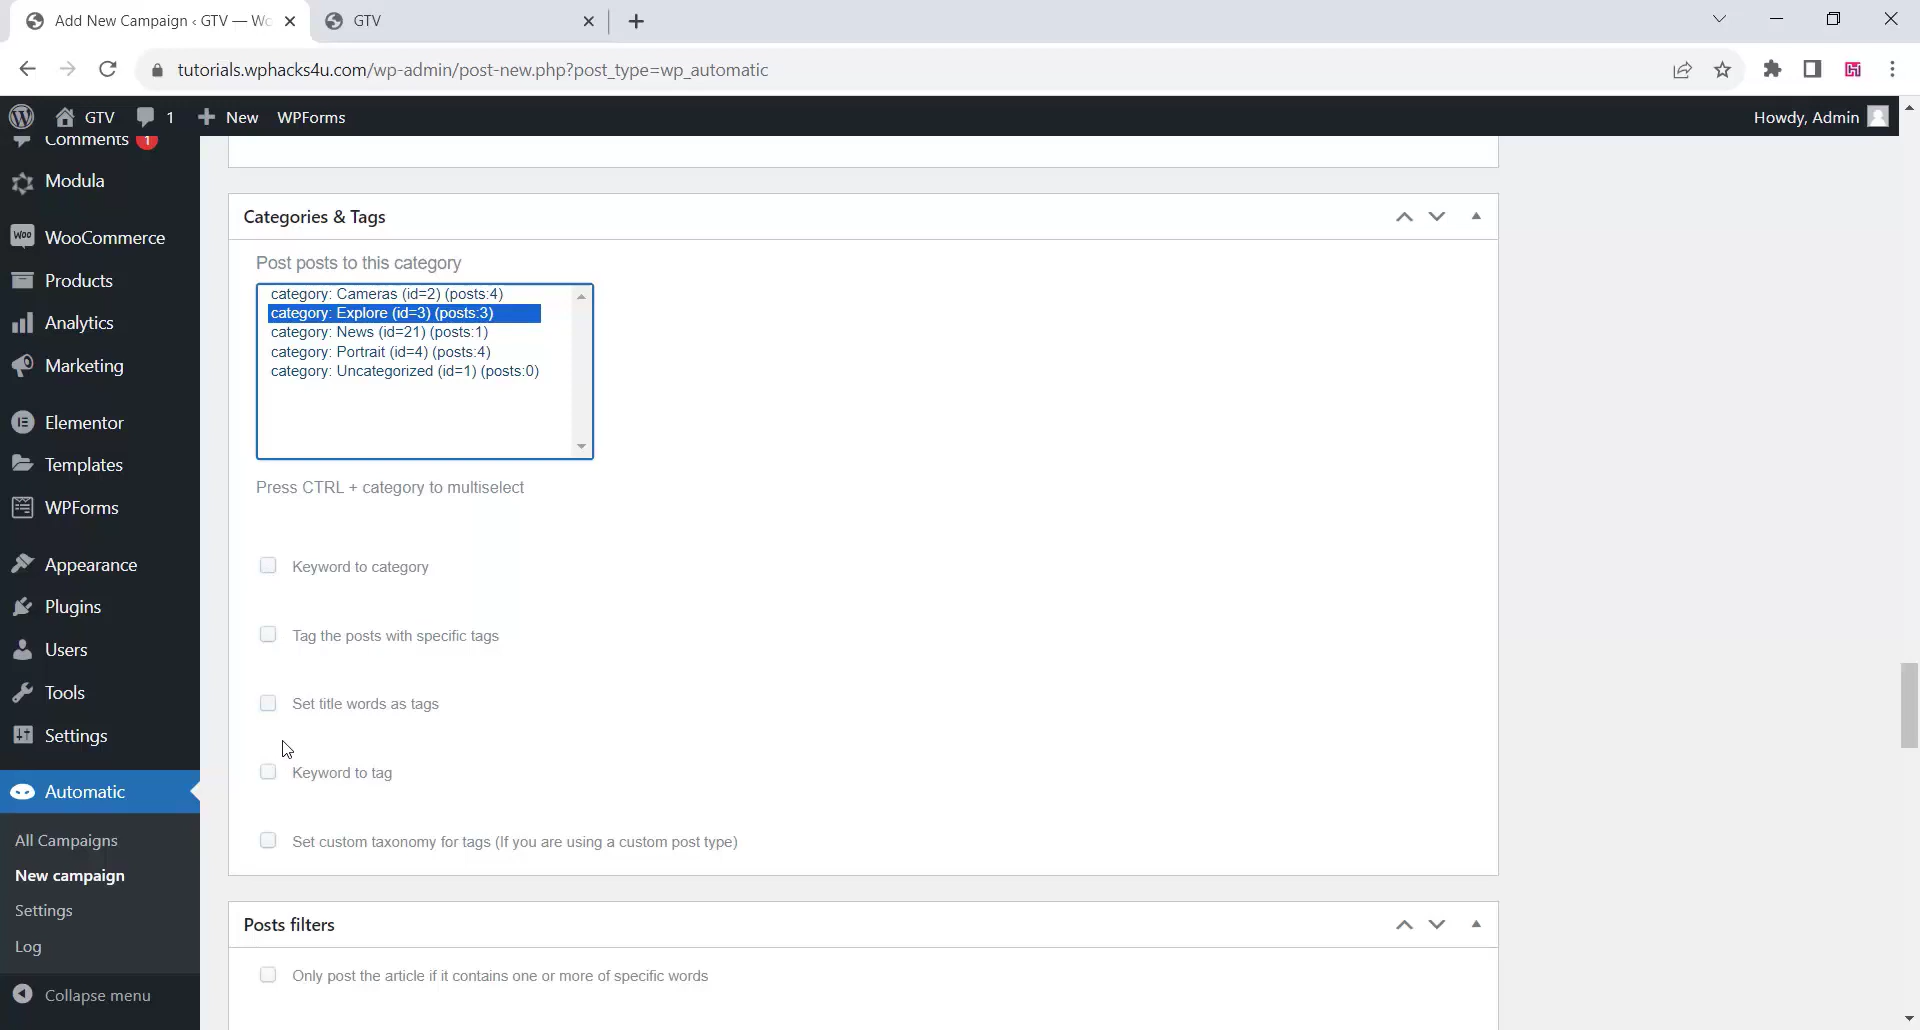 Add New Campaign ‹ GTV — Wo
GTV
tutorials.wphacks4u.com/wp-admin/post-new.php?post_type=wp_automatic
GTV
1
New
WPForms
Howdy, Admin
Comments 1
Modula
WooCommerce
Products
Analytics
Marketing
Elementor
Templates
WPForms
Appearance
Plugins
Users
Tools
Settings
Automatic
All Campaigns
New campaign
Settings
Log
Collapse menu
Categories & Tags
Post posts to this category
category: Cameras (id=2) (posts:4)
category: Explore (id=3) (posts:3)
category: News (id=21) (posts:1)
category: Portrait (id=4) (posts:4)
category: Uncategorized (id=1) (posts:0)
Press CTRL + category to multiselect
Keyword to category
Tag the posts with specific tags
Set title words as tags
Keyword to tag
Set custom taxonomy for tags (If you are using a custom post type)
Posts filters
Only post the article if it contains one or more of specific words